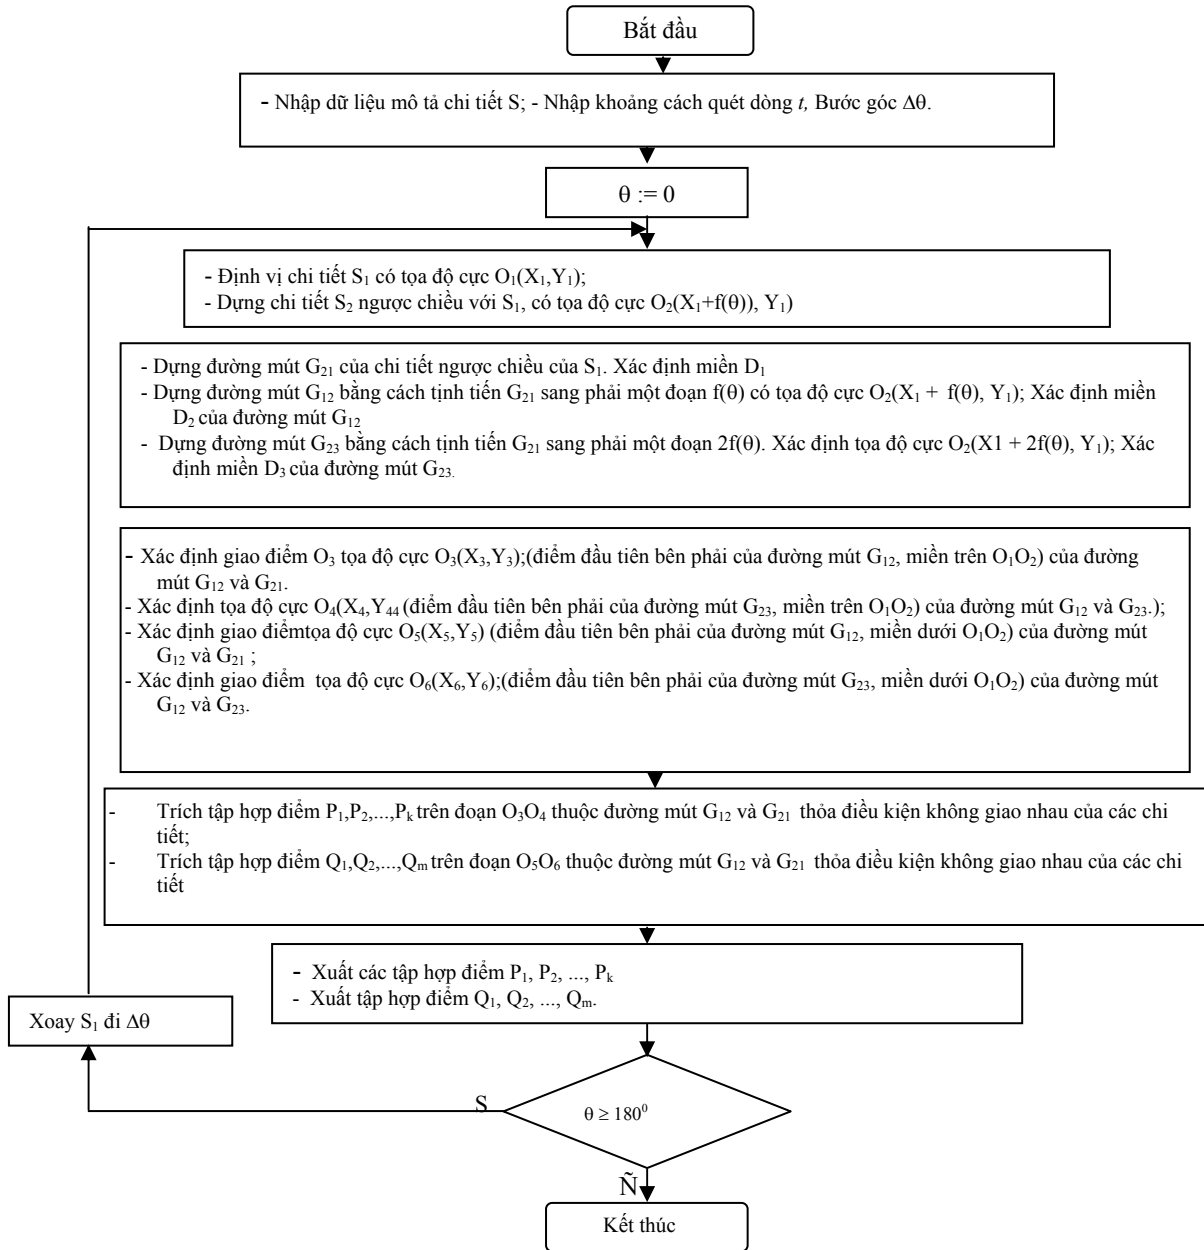 Bắt đầu
- Nhập dữ liệu mô tả chi tiết S; - Nhập khoảng cách quét dòng t, Bước góc Δθ.
θ := 0
- Định vị chi tiết S₁ có tọa độ cực O₁(X₁,Y₁);
- Dựng chi tiết S₂ ngược chiều với S₁, có tọa độ cực O₂(X₁+f(θ)), Y₁)
- Dựng đường mút G₂₁ của chi tiết ngược chiều của S₁. Xác định miền D₁
- Dựng đường mút G₁₂ bằng cách tịnh tiến G₂₁ sang phải một đoạn f(θ) có tọa độ cực O₂(X₁ + f(θ), Y₁); Xác định miền
D₂ của đường mút G₁₂
- Dựng đường mút G₂₃ bằng cách tịnh tiến G₂₁ sang phải một đoạn 2f(θ). Xác định tọa độ cực O₂(X1 + 2f(θ), Y₁); Xác
định miền D₃ của đường mút G₂₃.
- Xác định giao điểm O₃ tọa độ cực O₃(X₃,Y₃);(điểm đầu tiên bên phải của đường mút G₁₂, miền trên O₁O₂) của đường
mút G₁₂ và G₂₁.
- Xác định tọa độ cực O₄(X₄,Y₄₄ (điểm đầu tiên bên phải của đường mút G₂₃, miền trên O₁O₂) của đường mút G₁₂ và G₂₃.);
- Xác định giao điểmtọa độ cực O₅(X₅,Y₅) (điểm đầu tiên bên phải của đường mút G₁₂, miền dưới O₁O₂) của đường mút
G₁₂ và G₂₁ ;
- Xác định giao điểm tọa độ cực O₆(X₆,Y₆);(điểm đầu tiên bên phải của đường mút G₂₃, miền dưới O₁O₂) của đường mút
G₁₂ và G₂₃.
- Trích tập hợp điểm P₁,P₂,...,Pₖ trên đoạn O₃O₄ thuộc đường mút G₁₂ và G₂₁ thỏa điều kiện không giao nhau của các chi
tiết;
- Trích tập hợp điểm Q₁,Q₂,...,Qₘ trên đoạn O₅O₆ thuộc đường mút G₁₂ và G₂₁ thỏa điều kiện không giao nhau của các chi
tiết
- Xuất các tập hợp điểm P₁, P₂, ..., Pₖ
- Xuất tập hợp điểm Q₁, Q₂, ..., Qₘ.
Xoay S₁ đi Δθ
S
θ ≥ 180⁰
Ñ
Kết thúc